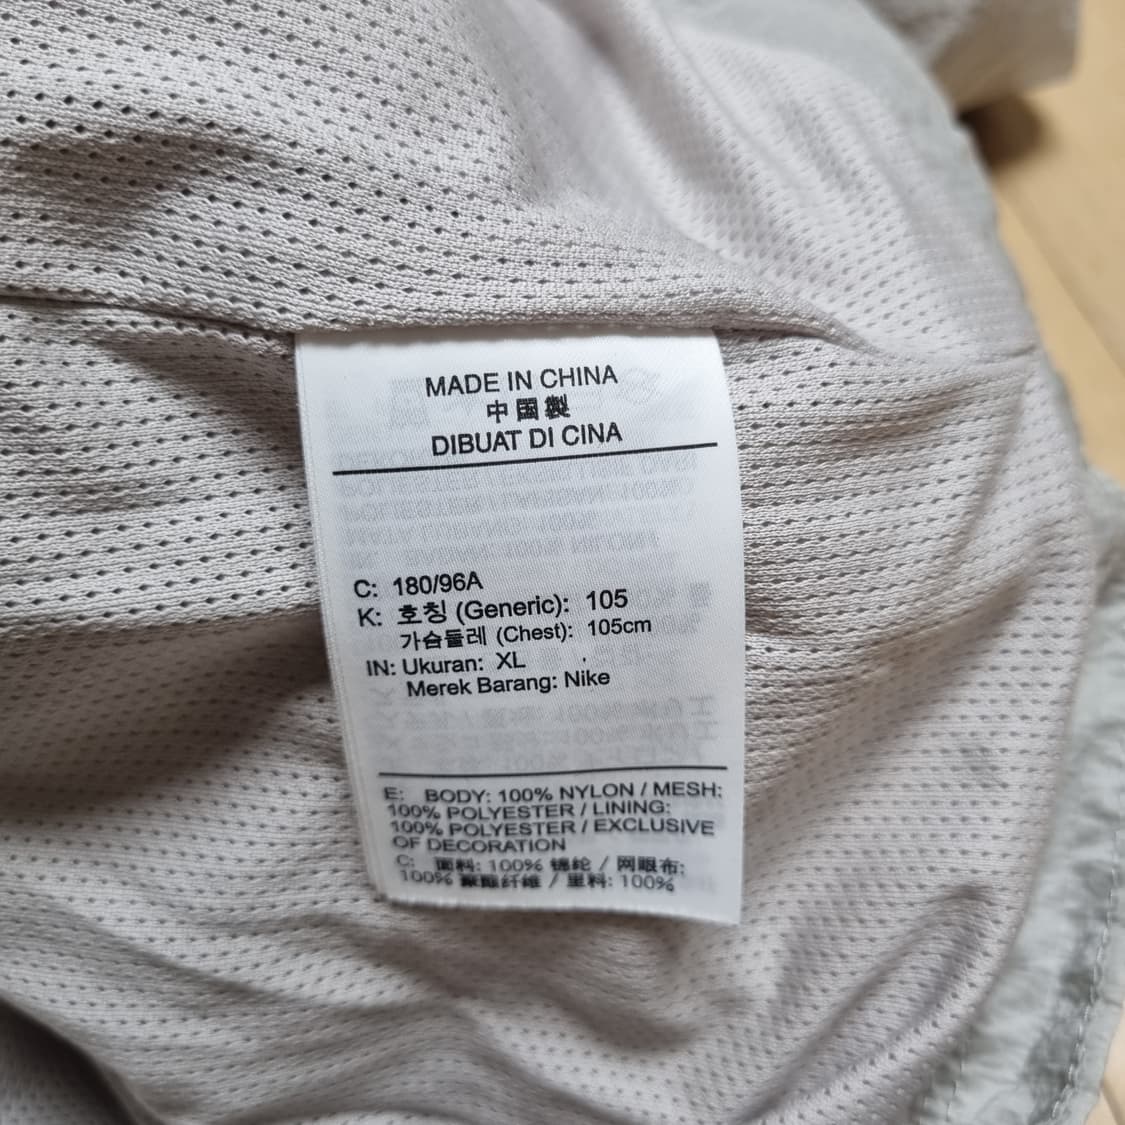 MADE IN CHINA
中国製
DIBUAT DI CINA
C: 180/96A
K: 호칭 (Generic): 105
가슴둘레 (Chest): 105cm
IN: Ukuran: XL
Merek Barang: Nike
E: BODY: 100% NYLON / MESH:
100% POLYESTER / LINING:
100% POLYESTER / EXCLUSIVE
OF DECORATION
C: 面料: 100% 锦纶 / 网眼布:
100% 聚酯纤维 / 里料: 100%